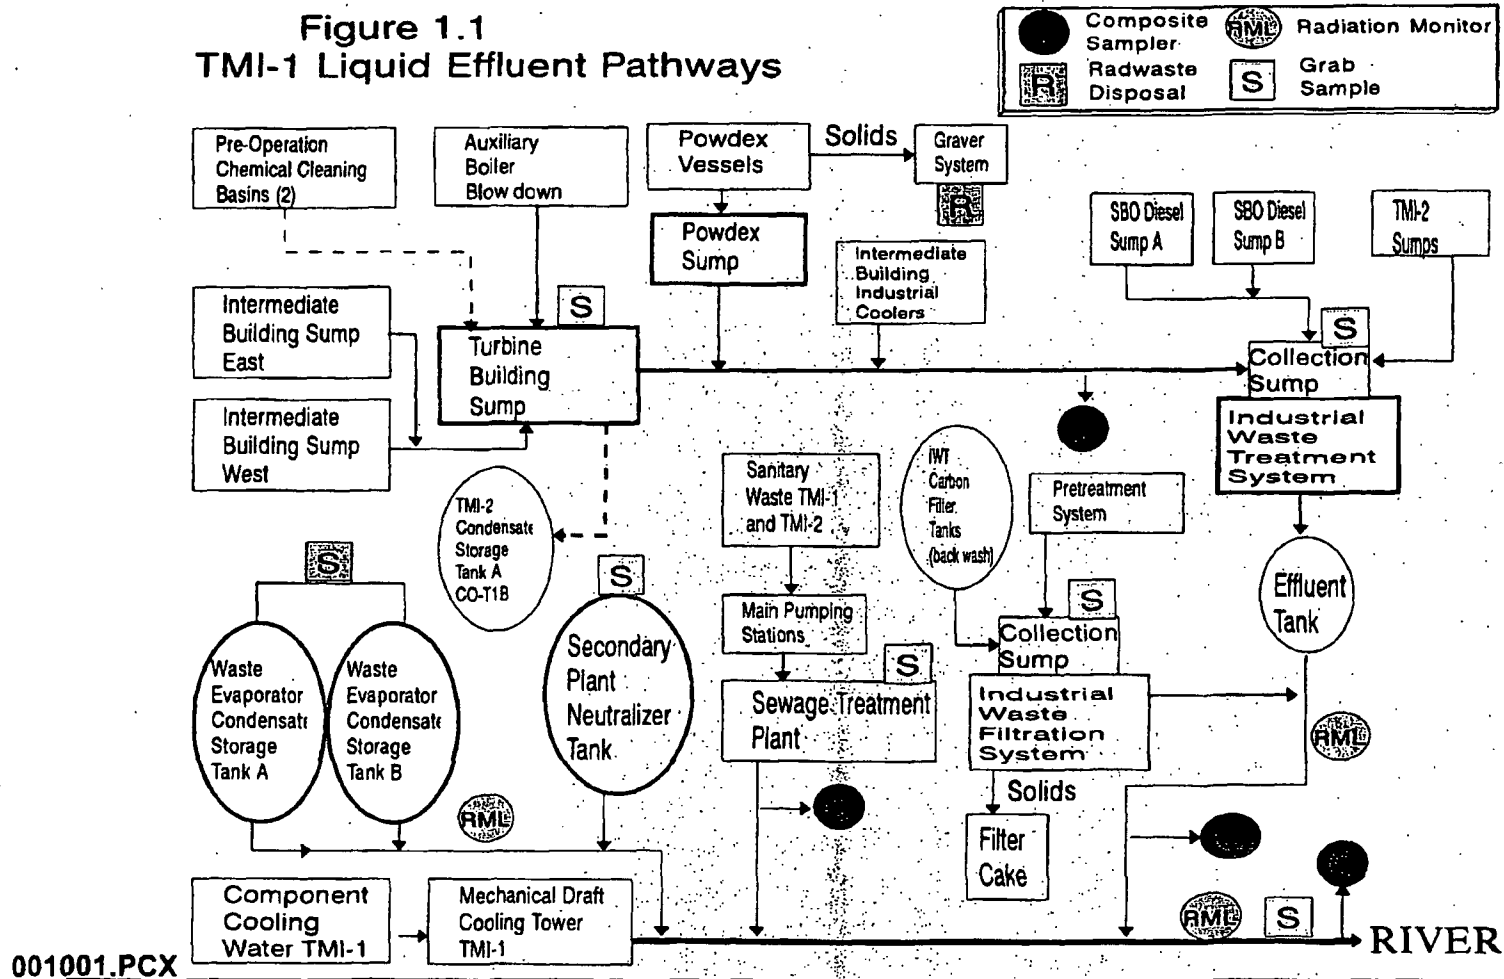 Figure 1.1
TMI-1 Liquid Effluent Pathways
Composite
Sampler
RML
Radiation Monitor
R
Radwaste
Disposal
S
Grab
Sample
Pre-Operation
Chemical Cleaning
Basins (2)
Auxiliary
Boiler
Blow down
Powdex
Vessels
Solids
Graver
System
R
Powdex
Sump
Intermediate
Building
Industrial
Coolers
SBO Diesel
Sump A
SBO Diesel
Sump B
TMI-2
Sumps
Intermediate
Building Sump
East
S
Turbine
Building
Sump
S
Collection
Sump
Industrial
Waste
Treatment
System
Intermediate
Building Sump
West
TMI-2
Condensate
Storage
Tank A
CO-T1B
Sanitary
Waste TMI-1
and TMI-2
IWT
Carbon
Filler
Tanks
(back wash)
Pretreatment
System
Effluent
Tank
S
S
Main Pumping
Stations
S
Collection
Sump
Waste
Evaporator
Condensate
Storage
Tank A
Waste
Evaporator
Condensate
Storage
Tank B
Secondary
Plant
Neutralizer
Tank
S
Sewage Treatment
Plant
Industrial
Waste
Filtration
System
RML
Solids
RML
Filter
Cake
Component
Cooling
Water TMI-1
Mechanical Draft
Cooling Tower
TMI-1
RML
S
RIVER
001001.PCX